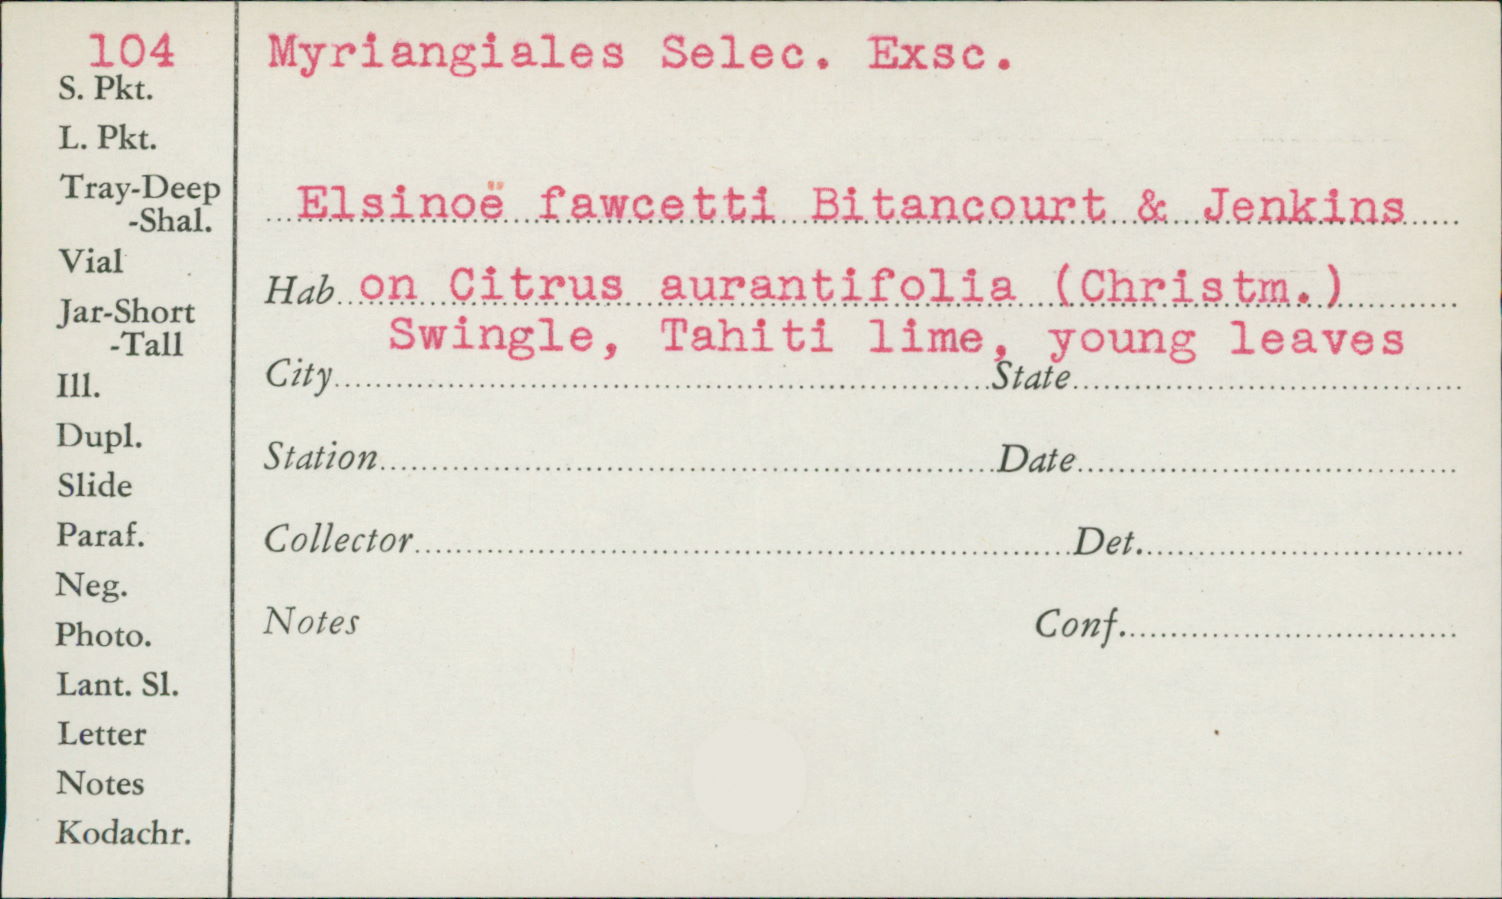 104
S. Pkt.
L. Pkt.
Tray-Deep
-Shal.
Vial
Jar-Short
-Tall
Ill.
Dupl.
Slide
Paraf.
Neg.
Photo.
Lant. Sl.
Letter
Notes
Kodachr.
Myriangiales Selec. Exsc.
Elsinoë fawcetti Bitancourt & Jenkins
Hab on Citrus aurantifolia (Christm.)
Swingle, Tahiti lime, young leaves
City State
Station Date
Collector Det.
Notes Conf.